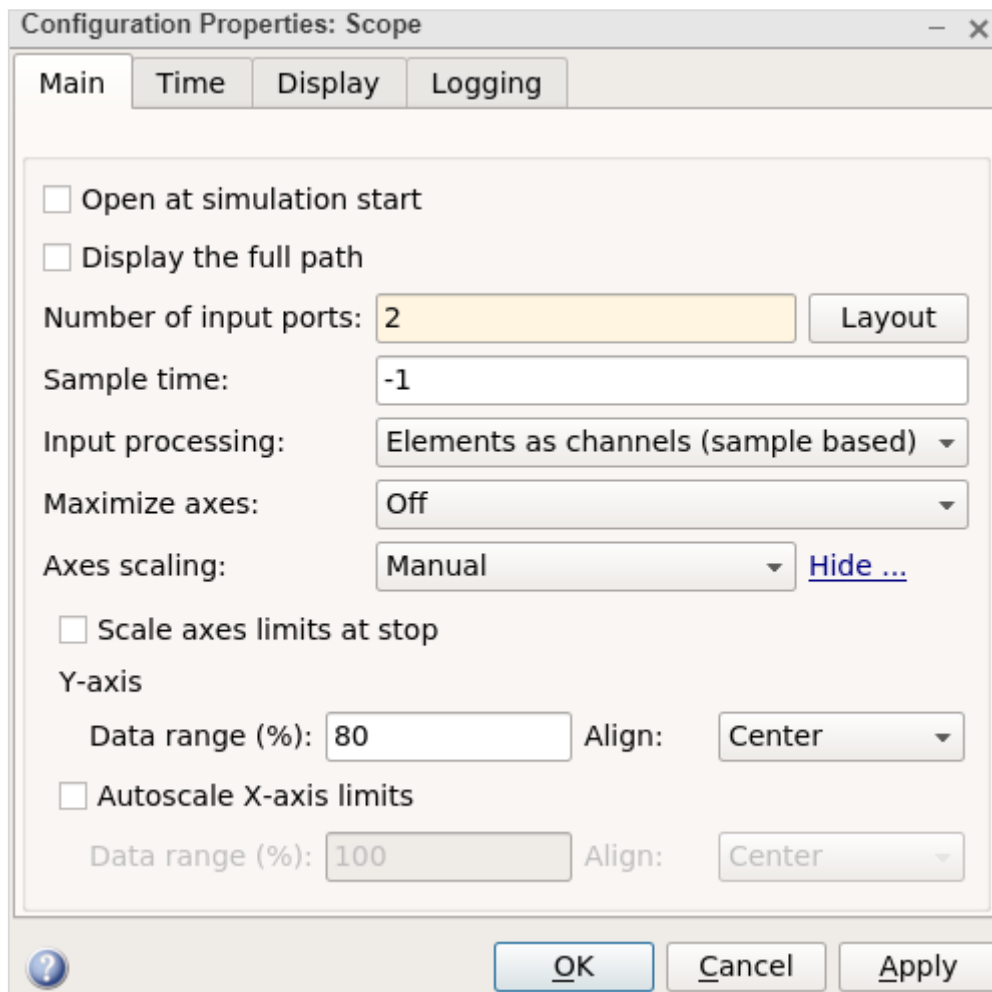 Configuration Properties: Scope
Main Time Display Logging
Open at simulation start
Display the full path
Number of input ports: 2 Layout
Sample time: -1
Input processing: Elements as channels (sample based)
Maximize axes: Off
Axes scaling: Manual Hide ...
Scale axes limits at stop
Y-axis
Data range (%): 80 Align: Center
Autoscale X-axis limits
Data range (%): 100 Align: Center
? OK Cancel Apply